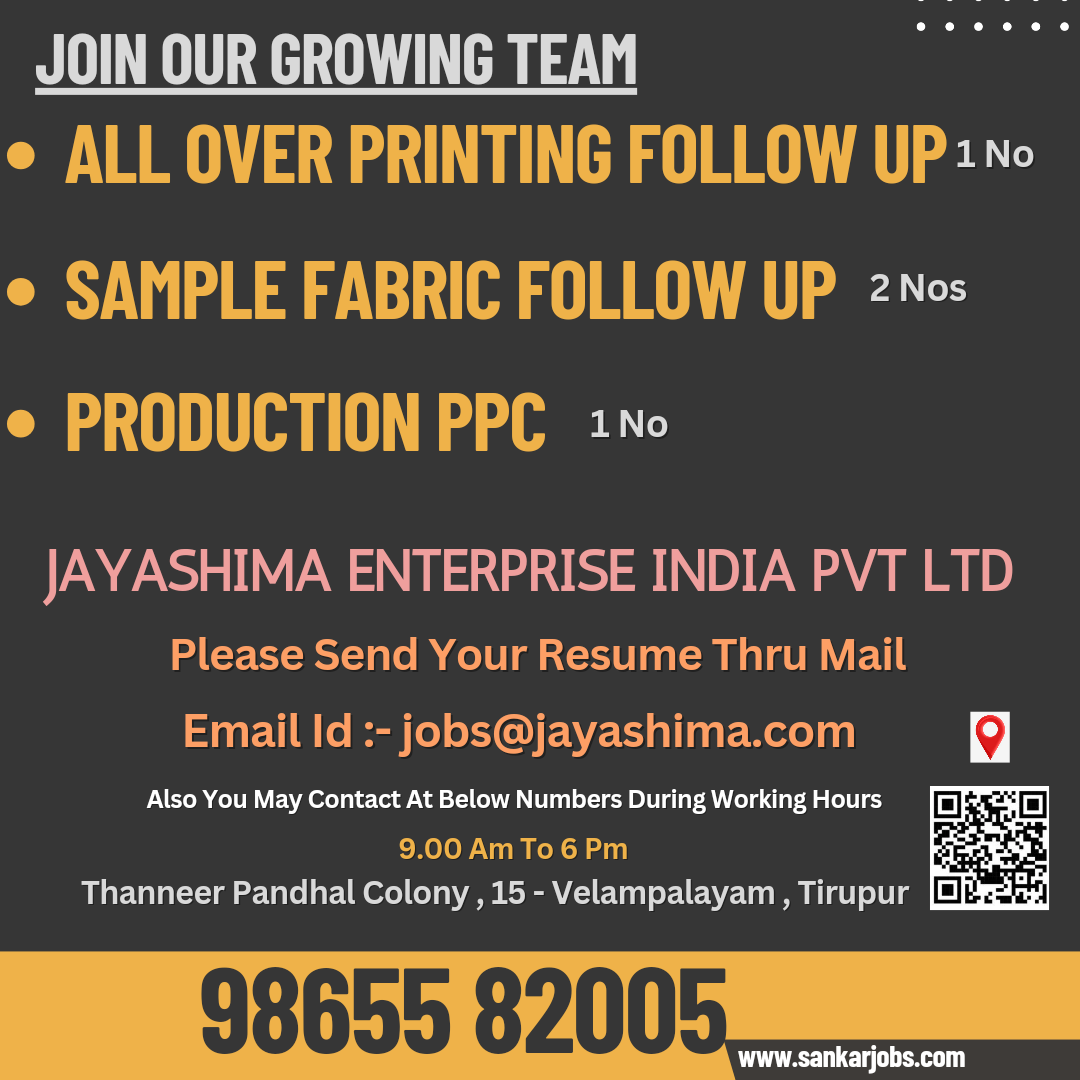 JOIN OUR GROWING TEAM
• ALL OVER PRINTING FOLLOW UP 1 No
• SAMPLE FABRIC FOLLOW UP 2 Nos
• PRODUCTION PPC 1 No
JAYASHIMA ENTERPRISE INDIA PVT LTD
Please Send Your Resume Thru Mail
Email Id :- jobs@jayashima.com
Also You May Contact At Below Numbers During Working Hours
9.00 Am To 6 Pm
Thanneer Pandhal Colony , 15 - Velampalayam , Tirupur
98655 82005
www.sankarjobs.com